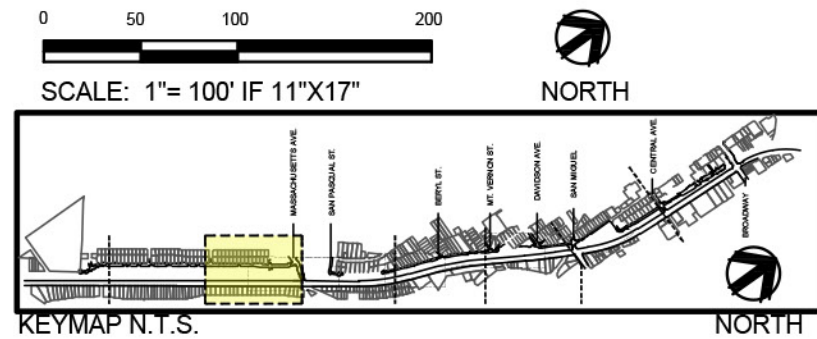 0 50 100 200
SCALE: 1"= 100' IF 11"X17"
NORTH
MASSACHUSETTS AVE.
SAN PASQUAL ST.
BERYL ST.
MT. VERNON ST.
DAVIDSON AVE.
SAN MIGUEL
CENTRAL AVE.
BROADWAY
KEYMAP N.T.S.
NORTH